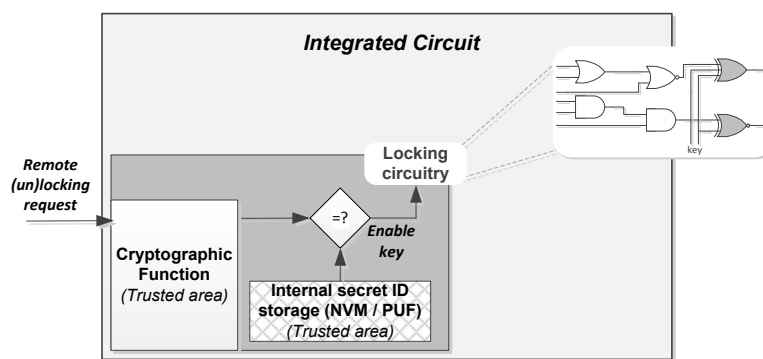 Integrated Circuit
key
Locking
circuitry
Remote
(un)locking
request
=?
Enable
key
Cryptographic
Function
(Trusted area)
Internal secret ID
storage (NVM / PUF)
(Trusted area)